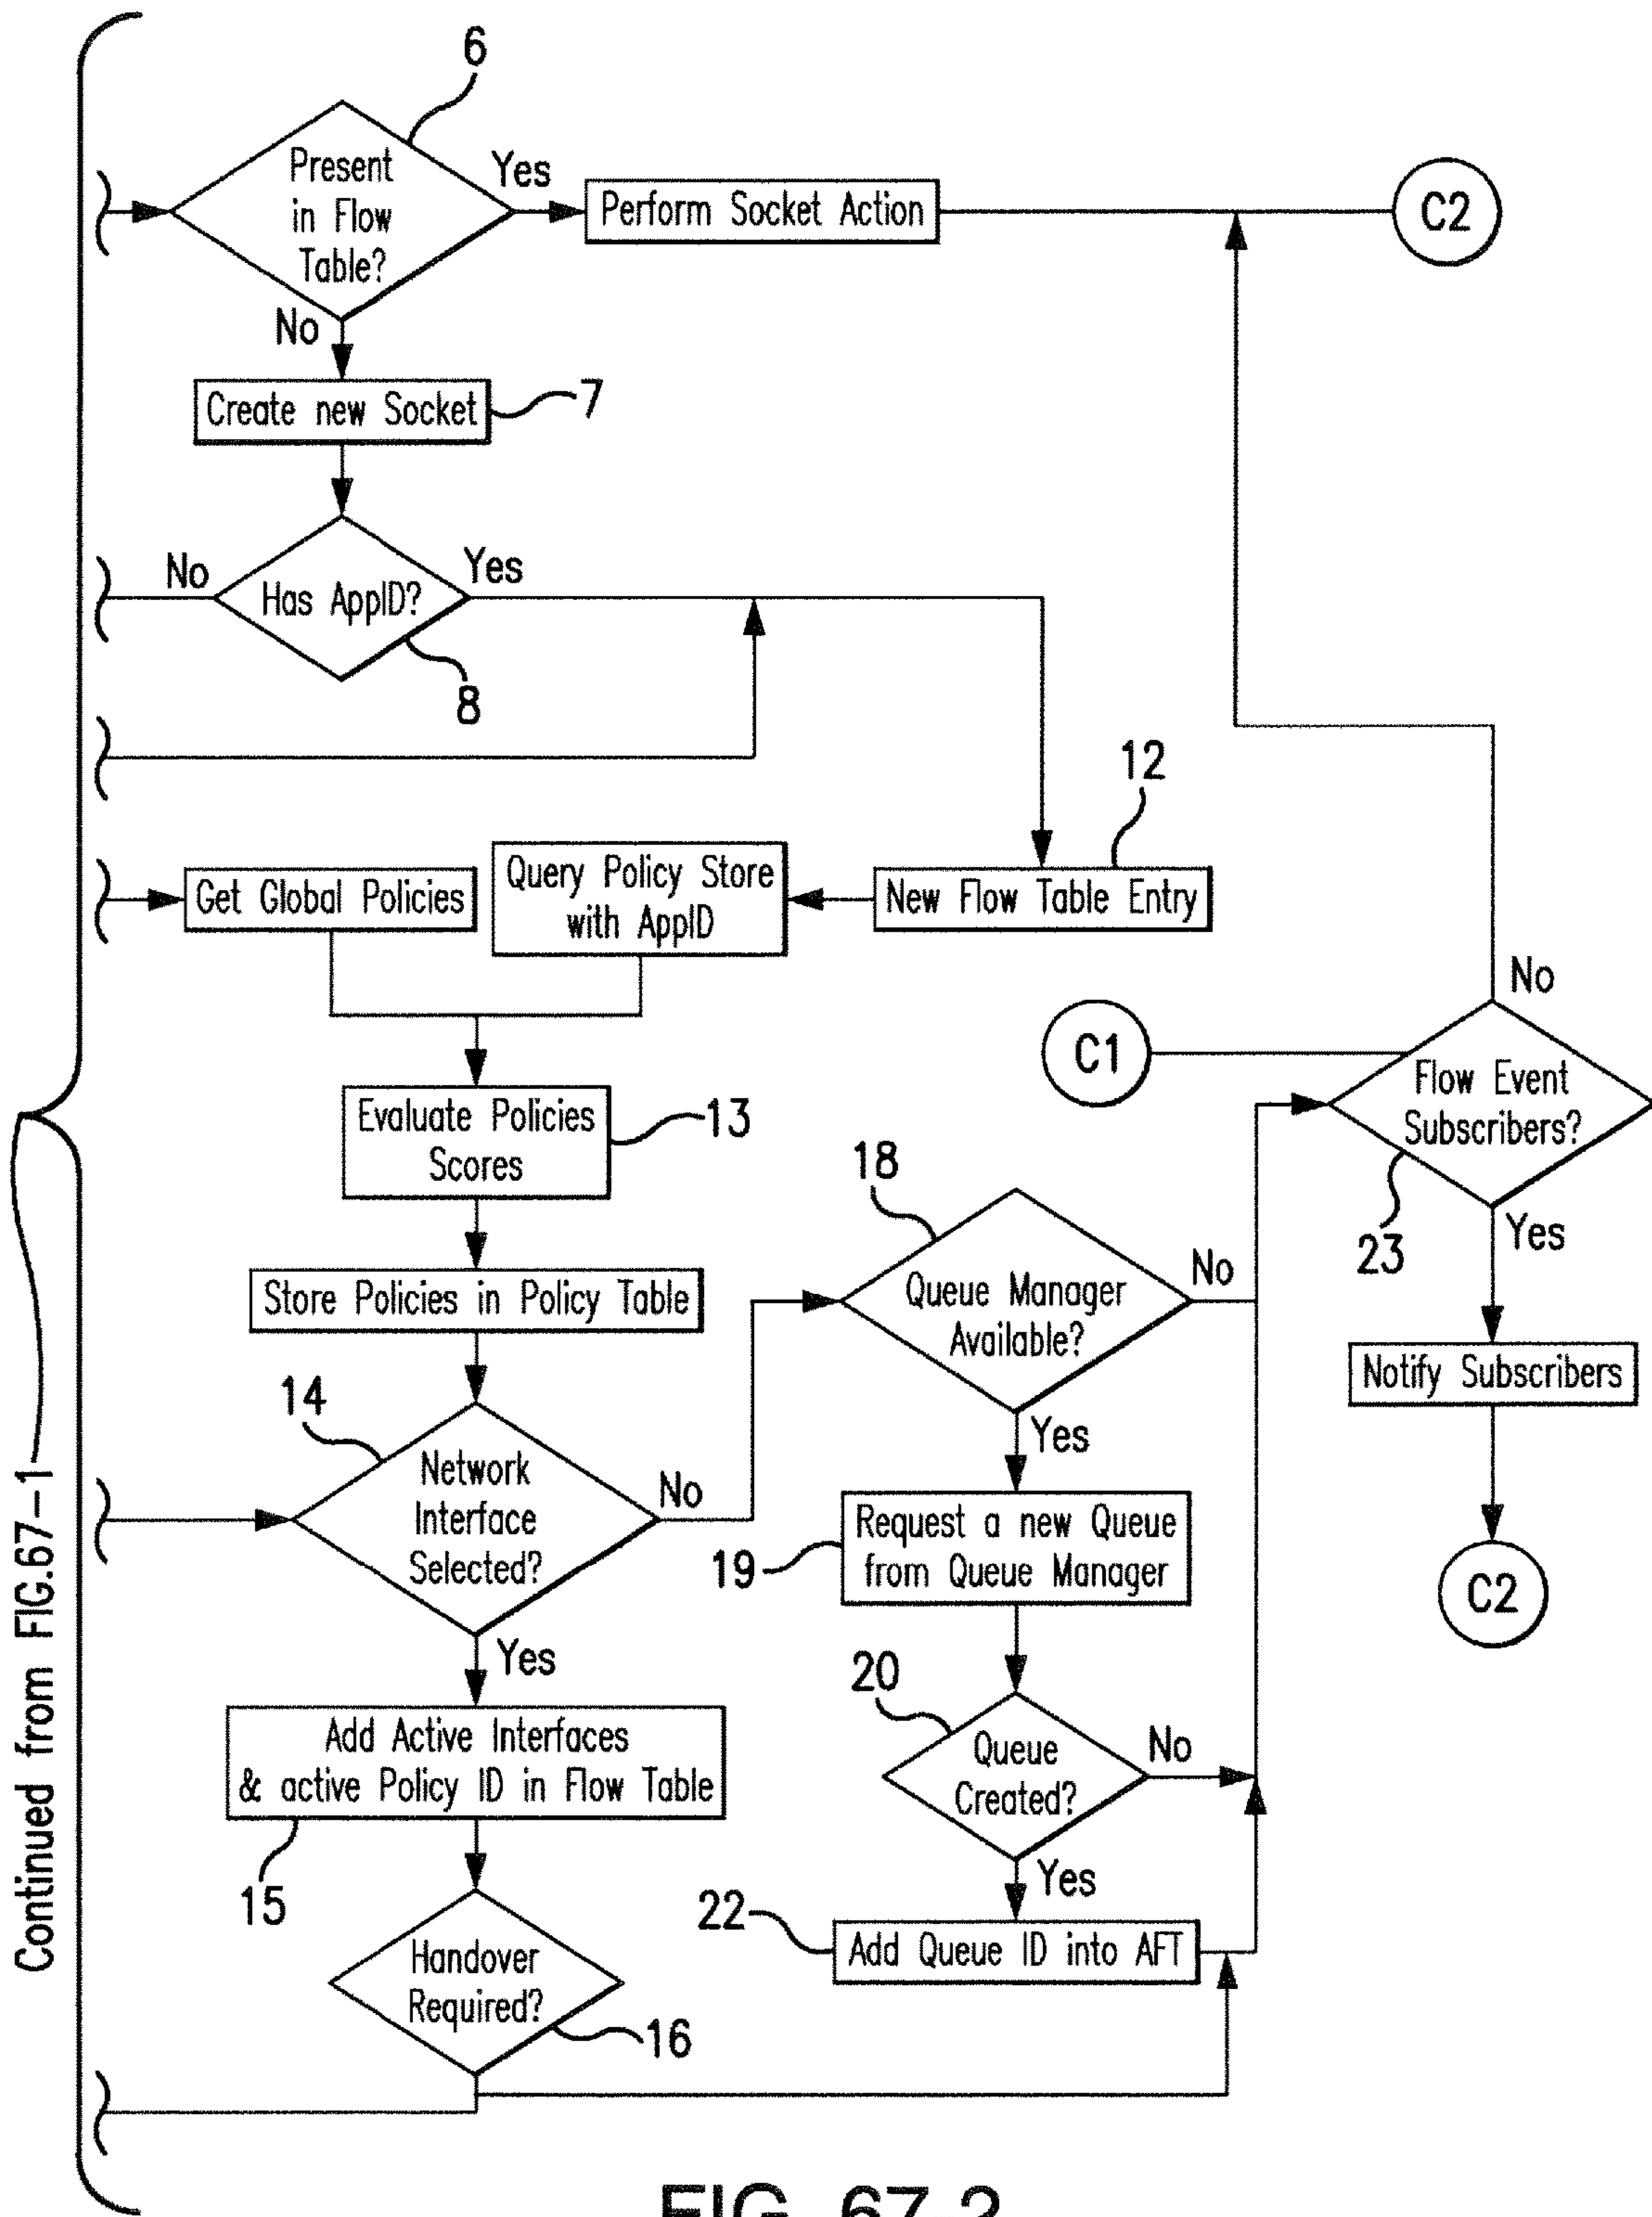 6
Present
in Flow
Table?
Yes
Perform Socket Action
C2
No
Create new Socket
7
No
Has AppID?
Yes
8
12
Get Global Policies
Query Policy Store
with AppID
New Flow Table Entry
No
C1
Flow Event
Subscribers?
23
Yes
Evaluate Policies
Scores
13
18
Queue Manager
Available?
No
Yes
Notify Subscribers
C2
Store Policies in Policy Table
14
Network
Interface
Selected?
No
Yes
Request a new Queue
from Queue Manager
19
20
Queue
Created?
No
Yes
Add Active Interfaces
& active Policy ID in Flow Table
15
22
Add Queue ID into AFT
Handover
Required?
16
Continued from FIG.67-1
FIG. 67-2